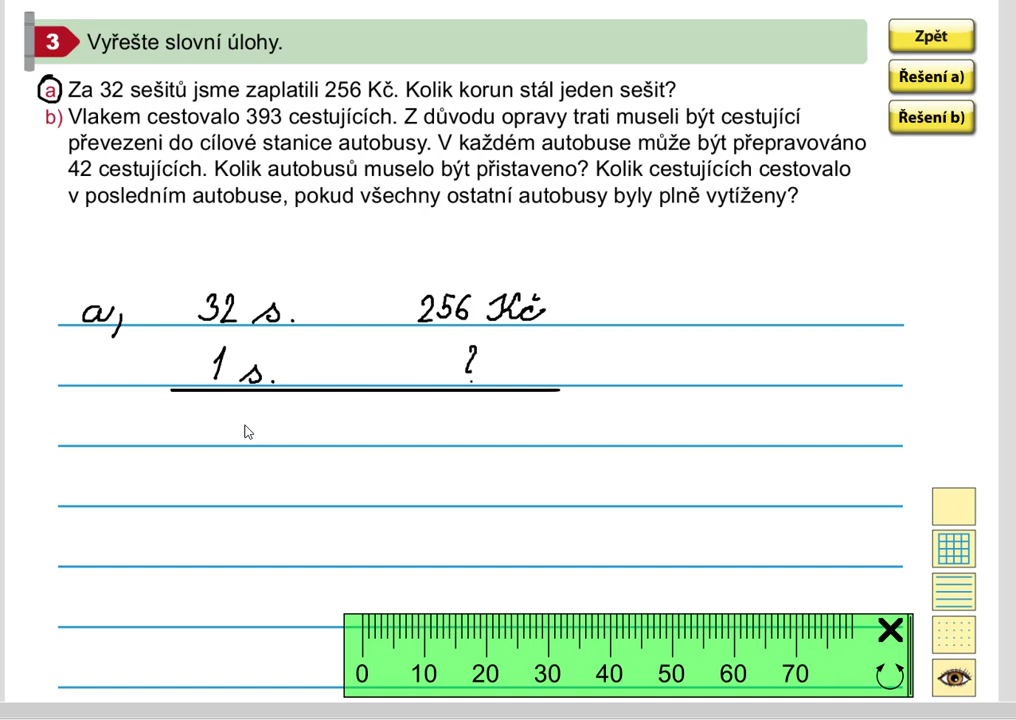 3 Vyřešte slovní úlohy.
Zpět
Řešení a)
Řešení b)
a) Za 32 sešitů jsme zaplatili 256 Kč. Kolik korun stál jeden sešit?
b) Vlakem cestovalo 393 cestujících. Z důvodu opravy trati museli být cestující
převezeni do cílové stanice autobusy. V každém autobuse může být přepravováno
42 cestujících. Kolik autobusů muselo být přistaveno? Kolik cestujících cestovalo
v posledním autobuse, pokud všechny ostatní autobusy byly plně vytíženy?
a, 32 s. 256 Kč
1 s. ?
0 10 20 30 40 50 60 70